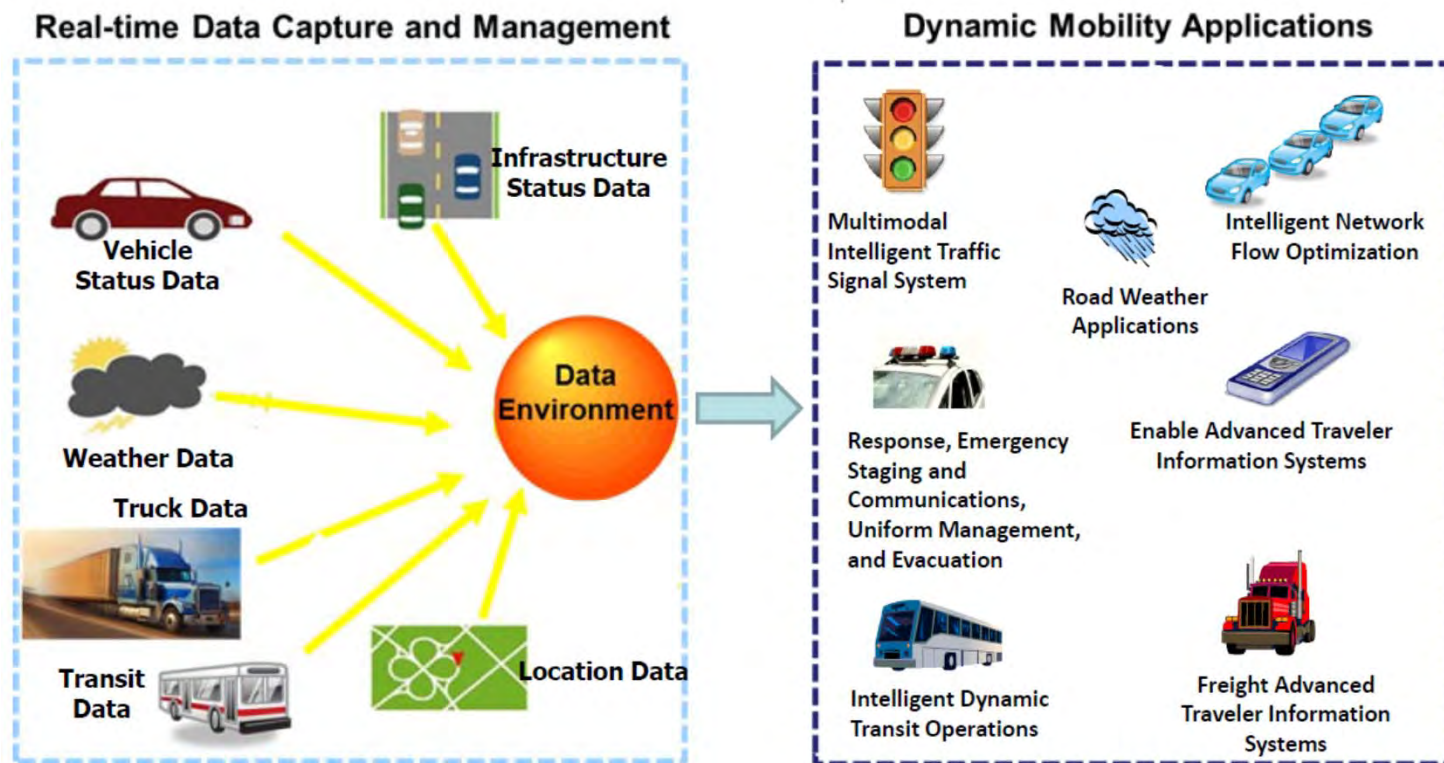 Real-time Data Capture and Management
Infrastructure
Status Data
Vehicle
Status Data
Data
Environment
Weather Data
Truck Data
Transit
Data
Location Data
Dynamic Mobility Applications
Multimodal
Intelligent Traffic
Signal System
Intelligent Network
Flow Optimization
Road Weather
Applications
Response, Emergency
Staging and
Communications,
Uniform Management,
and Evacuation
Enable Advanced Traveler
Information Systems
Intelligent Dynamic
Transit Operations
Freight Advanced
Traveler Information
Systems